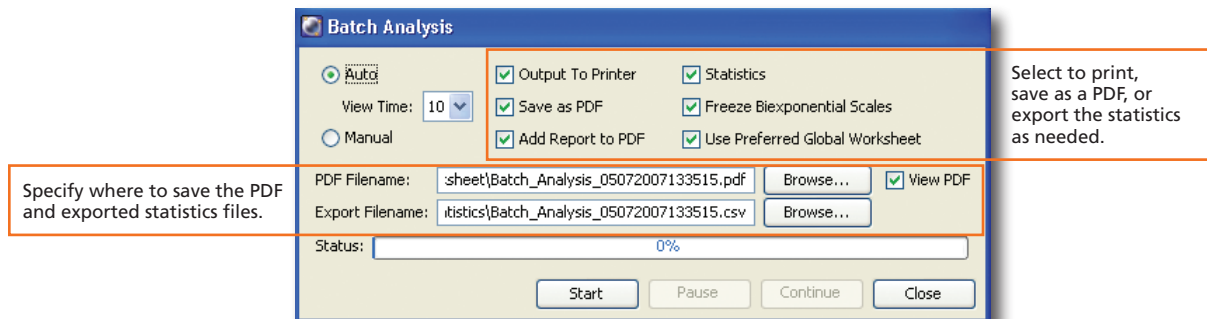 Batch Analysis
Auto
View Time: 10
Manual
Output To Printer
Save as PDF
Add Report to PDF
Statistics
Freeze Biexponential Scales
Use Preferred Global Worksheet
Select to print,
save as a PDF, or
export the statistics
as needed.
Specify where to save the PDF
and exported statistics files.
PDF Filename: :sheet\Batch_Analysis_05072007133515.pdf Browse... View PDF
Export Filename: ıtistics\Batch_Analysis_05072007133515.csv Browse...
Status: 0%
Start Pause Continue Close